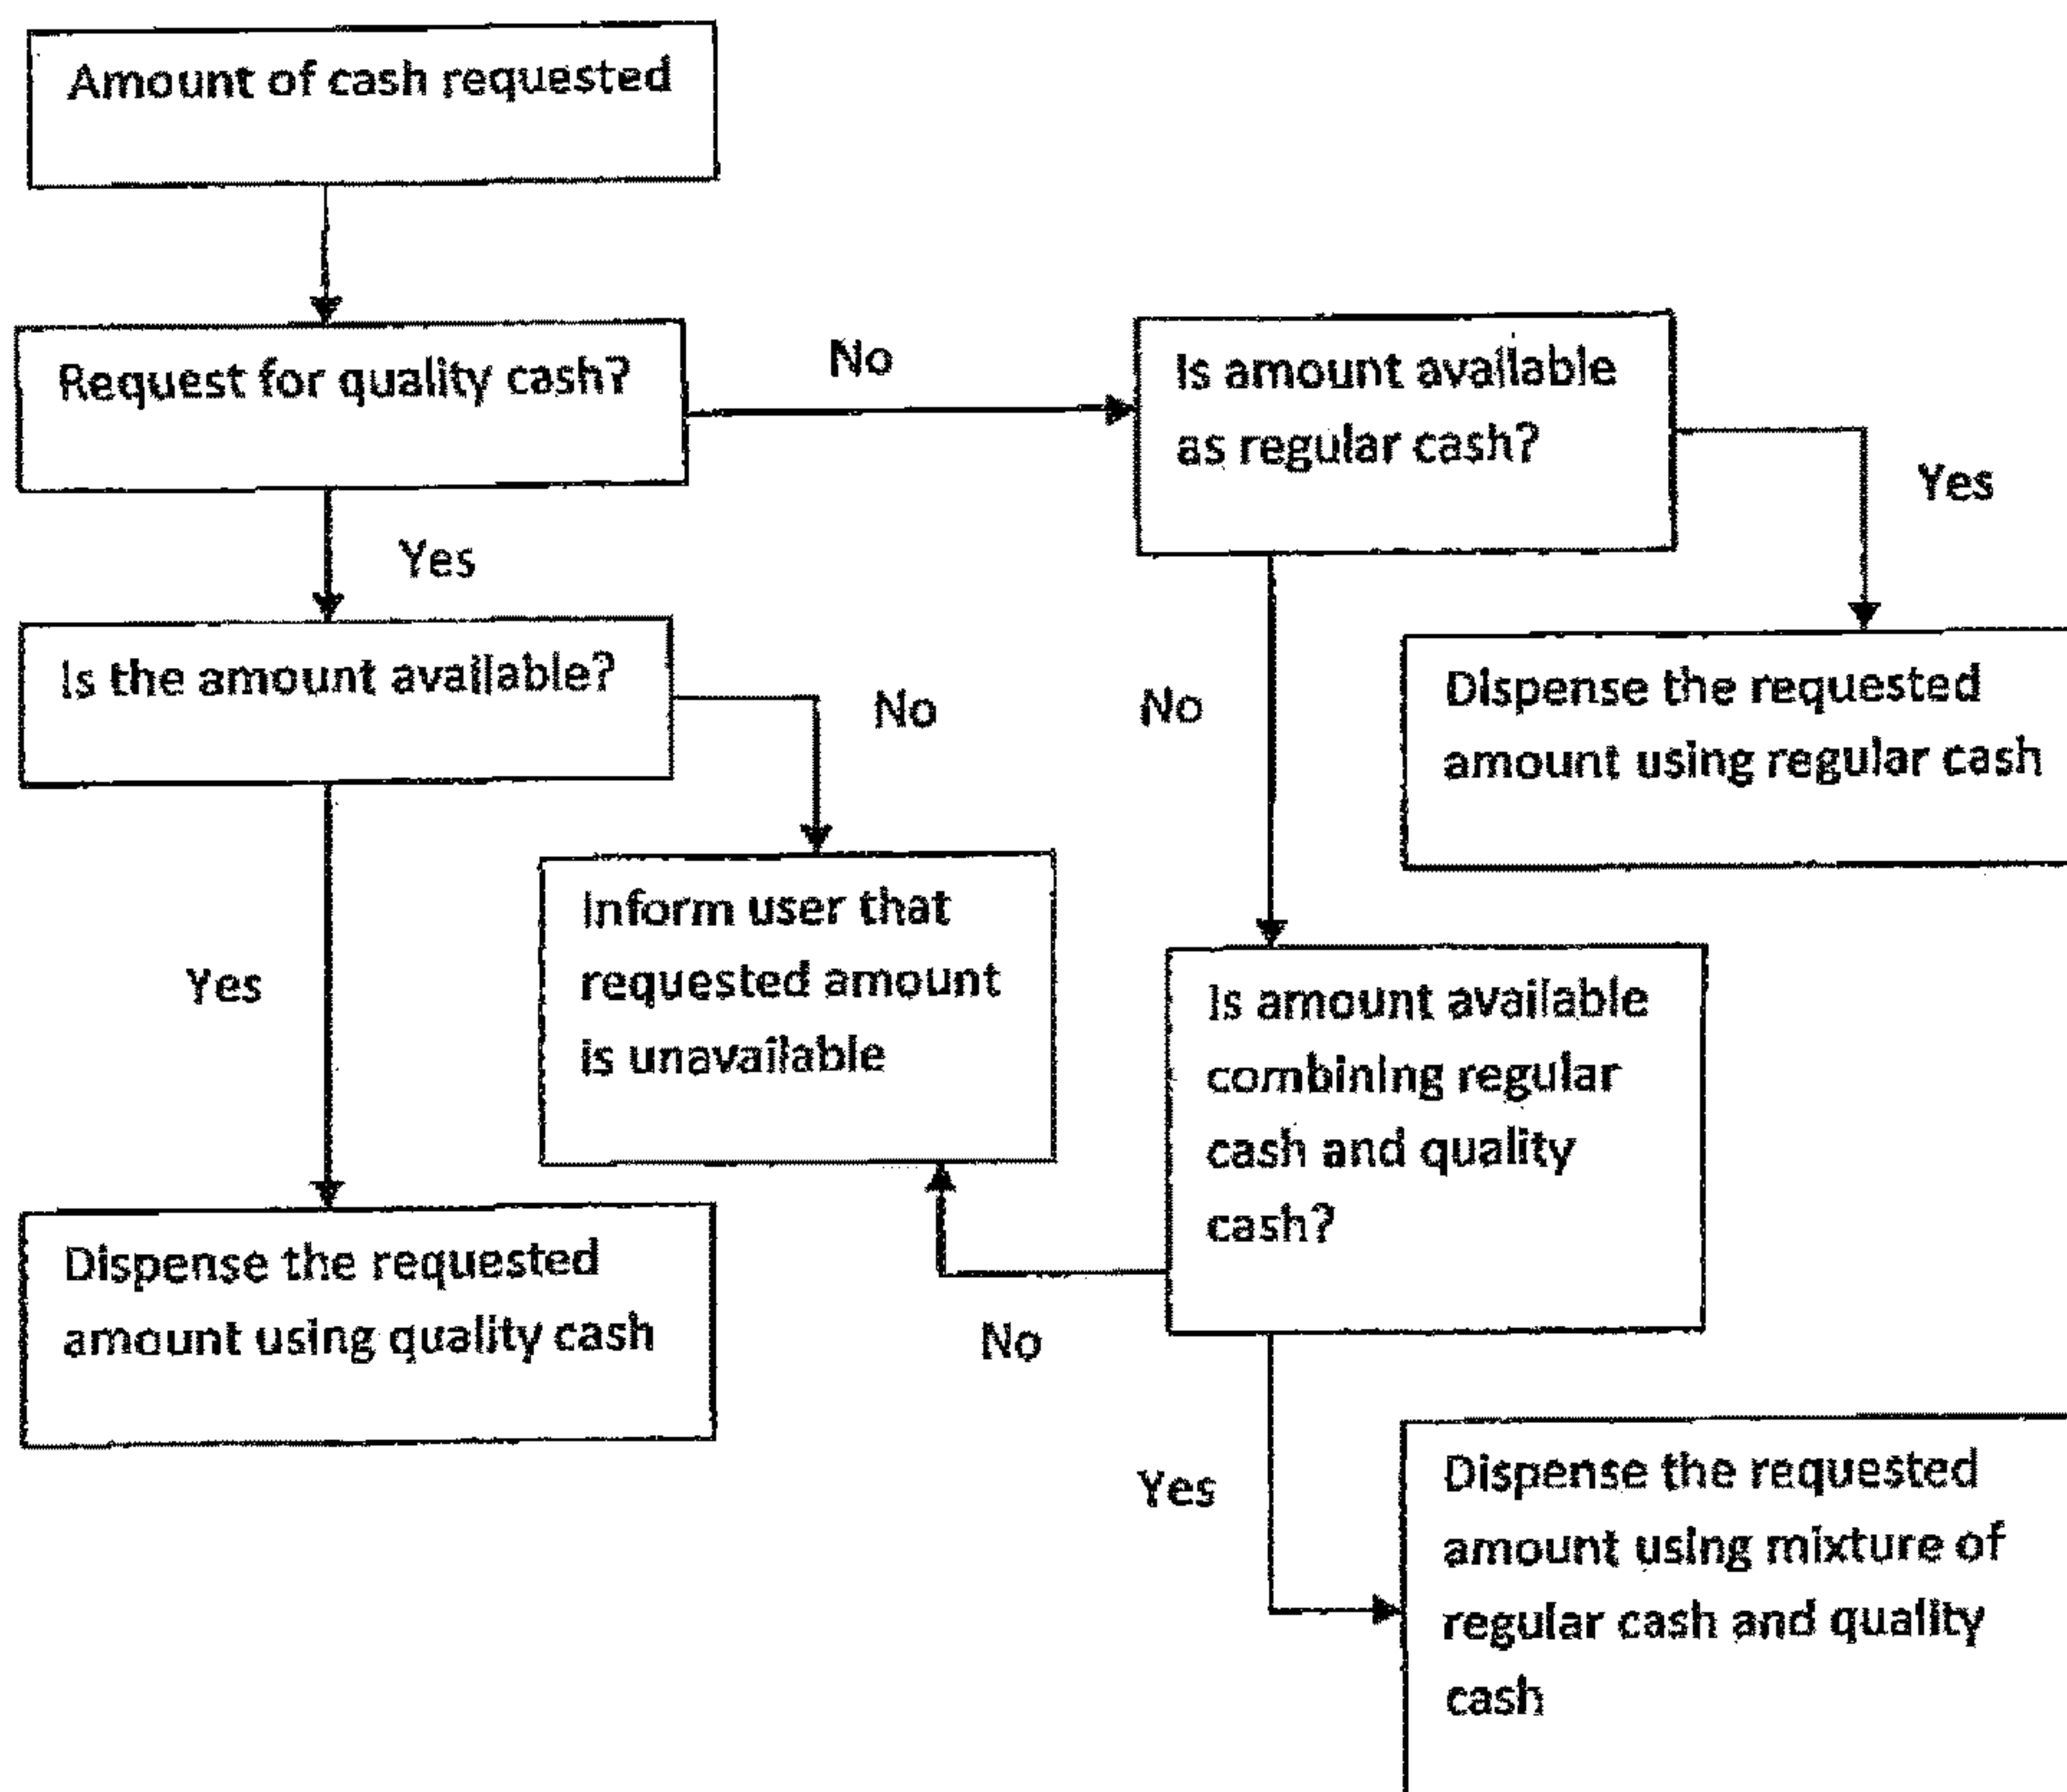 Amount of cash requested
Request for quality cash?
No
Is amount available
as regular cash?
Yes
Yes
Is the amount available?
No
No
Dispense the requested
amount using regular cash
Inform user that
requested amount
is unavailable
Yes
Is amount available
combining regular
cash and quality
cash?
Dispense the requested
amount using quality cash
No
Yes
Dispense the requested
amount using mixture of
regular cash and quality
cash